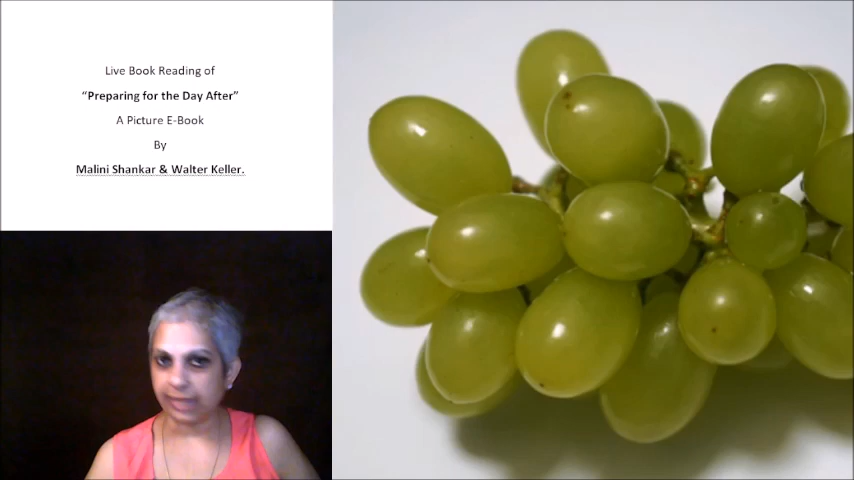 Live Book Reading of
“Preparing for the Day After”
A Picture E-Book
By
Malini Shankar & Walter Keller.